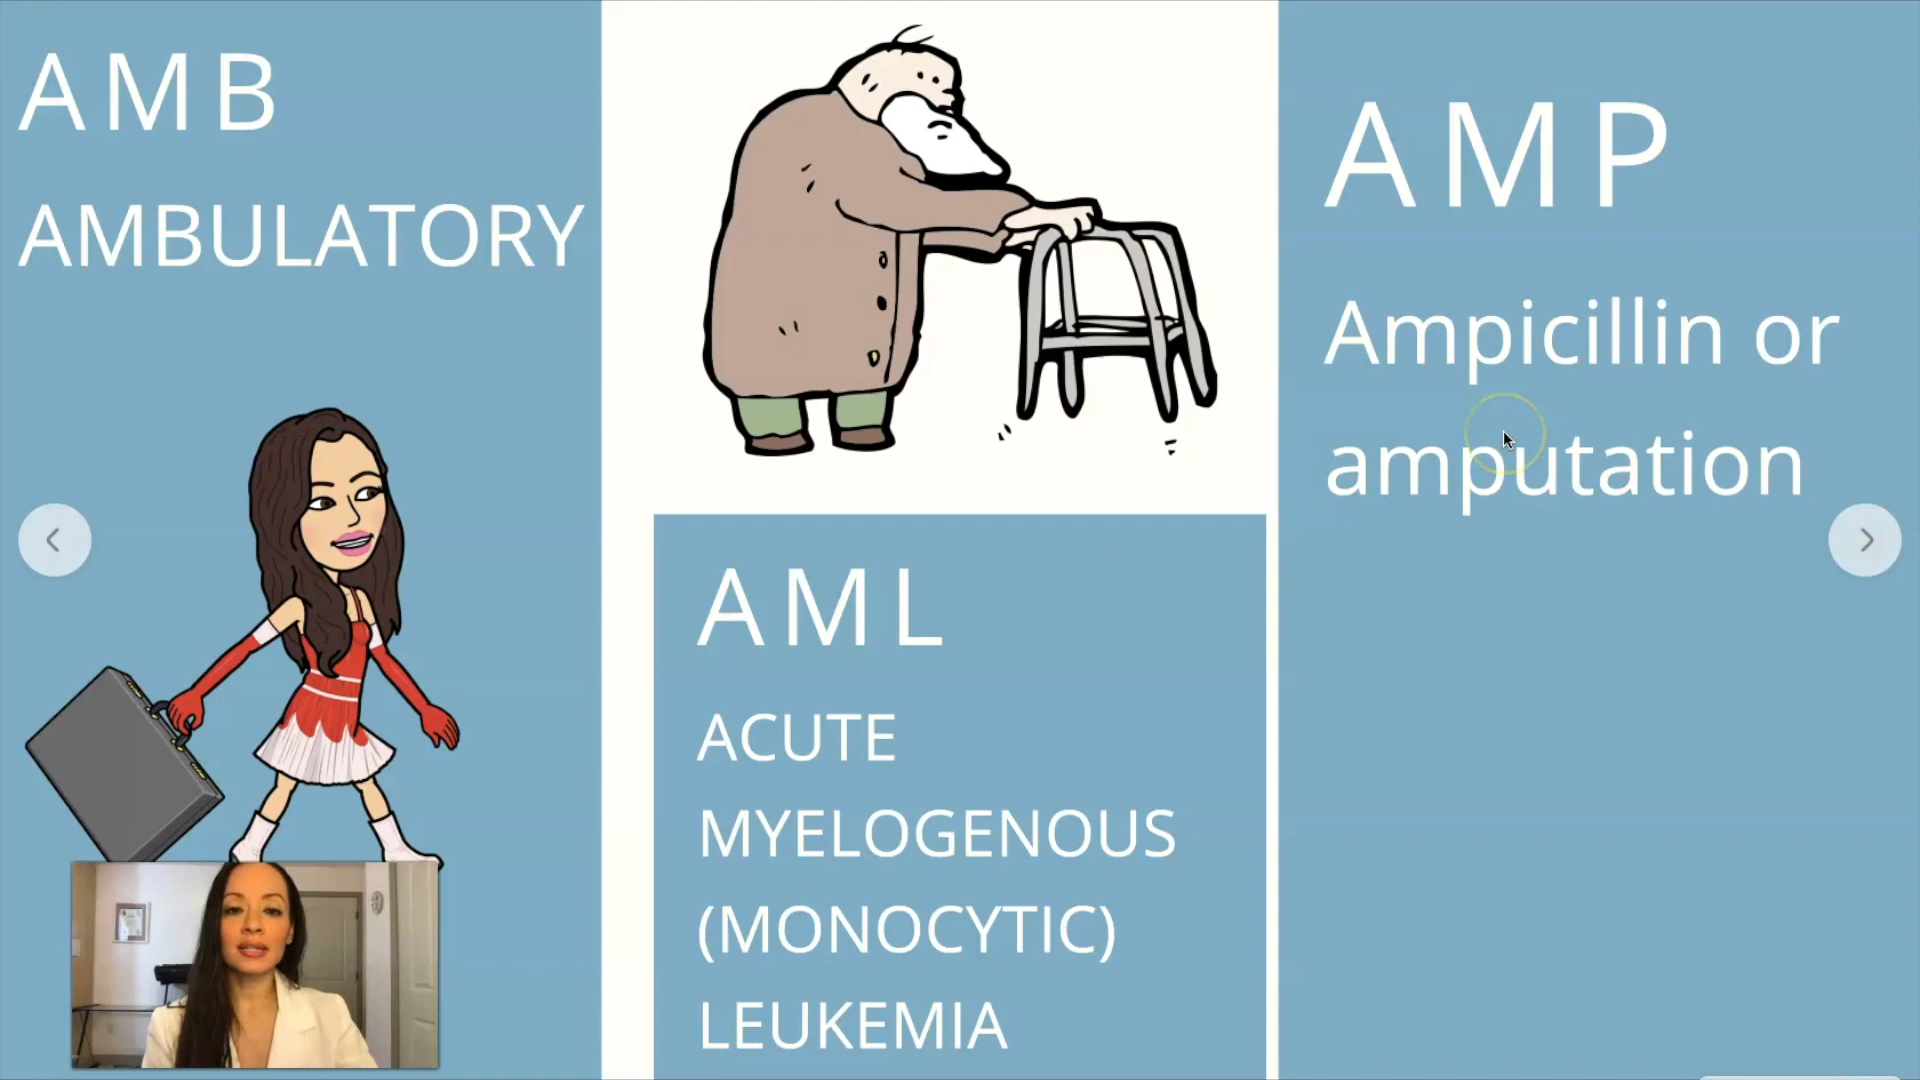 AMB
AMBULATORY
AML
ACUTE
MYELOGENOUS
(MONOCYTIC)
LEUKEMIA
AMP
Ampicillin or
amputation